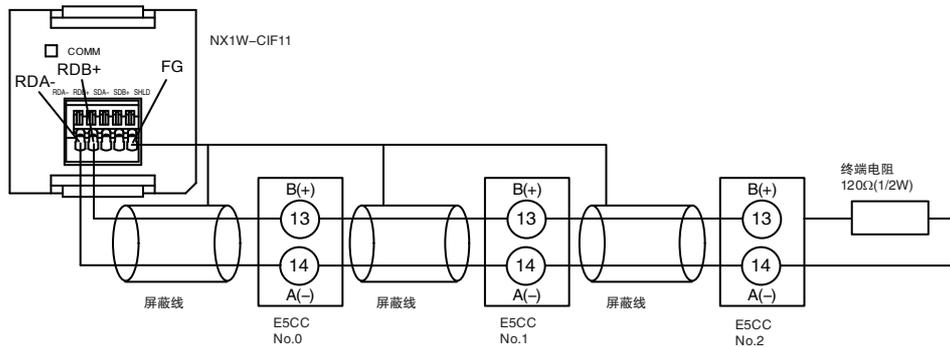 NX1W-CIF11
COMM
RDB+
RDA-
FG
RDA- RDB+ SDA- SDB+ SHLD
终端电阻
120Ω(1/2W)
B(+)
13
14
A(-)
屏蔽线
E5CC
No.0
B(+)
13
14
A(-)
屏蔽线
E5CC
No.1
B(+)
13
14
A(-)
屏蔽线
E5CC
No.2